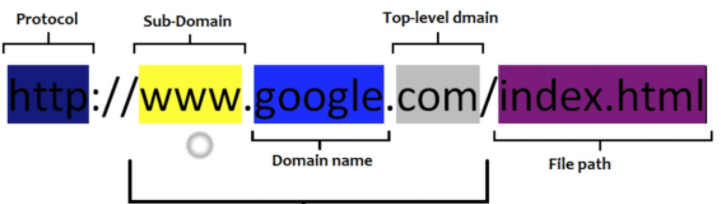 Protocol
Sub-Domain
Top-level dmain
http://www.google.com/index.html
Domain name
File path